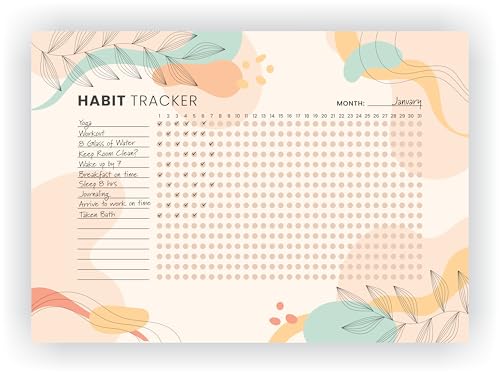 HABIT TRACKER
MONTH: January
1 2 3 4 5 6 7 8 9 10 11 12 13 14 15 16 17 18 19 20 21 22 23 24 25 26 27 28 29 30 31
Yoga
Workout
8 Glass of Water
Keep Room Clean?
Wake up by 7
Breakfast on time
Sleep 8 hrs
Journaling
Arrive to work on time
Taken Bath